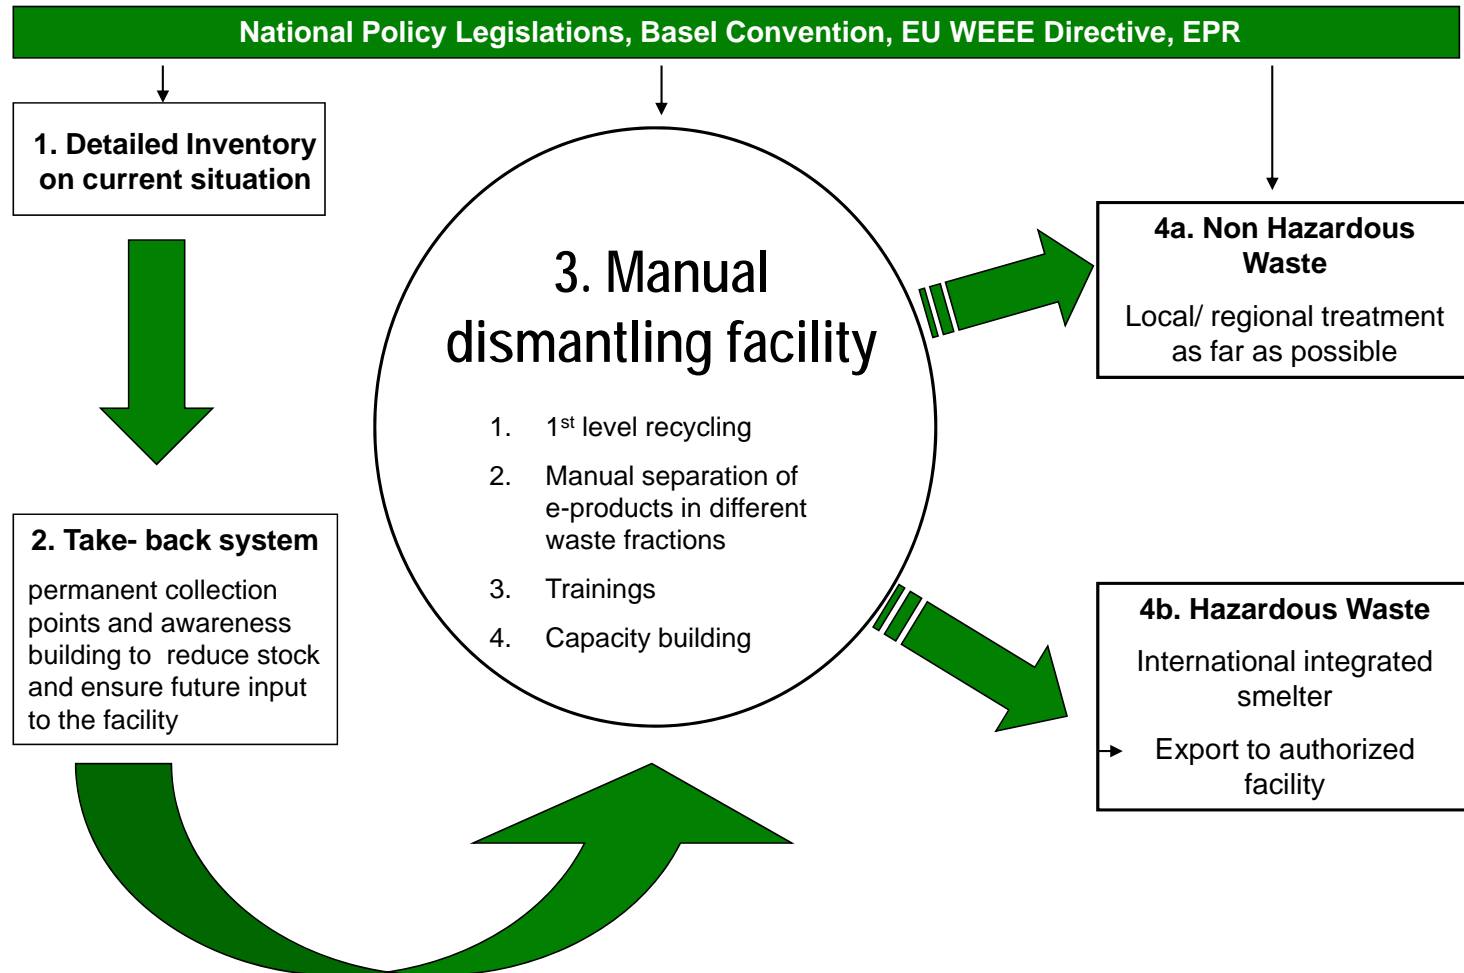 National Policy Legislations, Basel Convention, EU WEEE Directive, EPR
1. Detailed Inventory
on current situation
2. Take- back system
permanent collection
points and awareness
building to reduce stock
and ensure future input
to the facility
3. Manual
dismantling facility
1. 1st level recycling
2. Manual separation of
e-products in different
waste fractions
3. Trainings
4. Capacity building
4a. Non Hazardous
Waste
Local/ regional treatment
as far as possible
4b. Hazardous Waste
International integrated
smelter
Export to authorized
facility